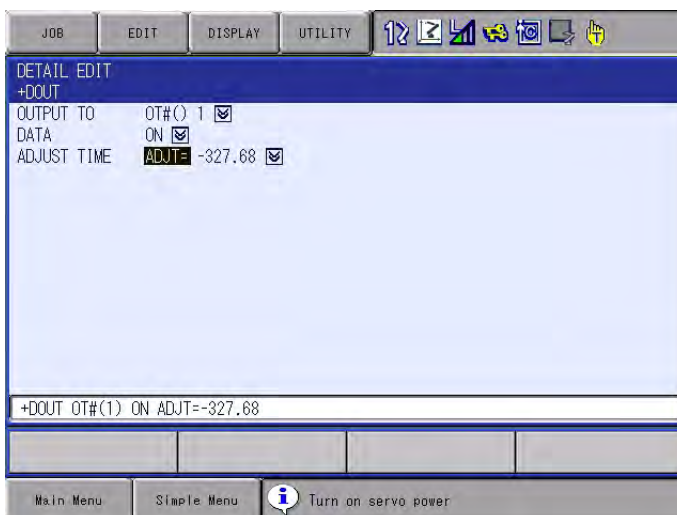 JOB EDIT DISPLAY UTILITY
DETAIL EDIT
+DOUT
OUTPUT TO OT#() 1
DATA ON
ADJUST TIME ADJT= -327.68
+DOUT OT#(1) ON ADJT=-327.68
Main Menu Simple Menu Turn on servo power